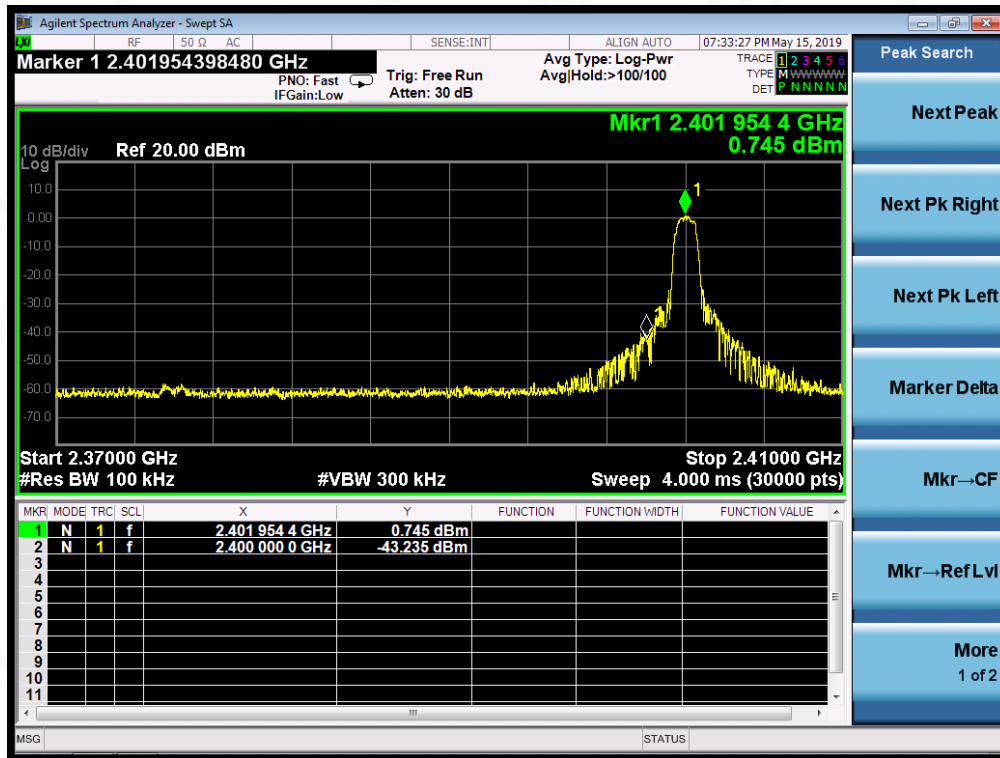 Agilent Spectrum Analyzer - Swept SA
LXI RF 50 Ω AC SENSE:INT ALIGN AUTO 07:33:27 PM May 15, 2019
Marker 1 2.401954398480 GHz
PNO: Fast
IFGain:Low
Trig: Free Run
Atten: 30 dB
Avg Type: Log-Pwr
Avg|Hold:>100/100
TRACE 1 2 3 4 5 6
TYPE M WWWWW
DET P N N N N N
Mkr1 2.401 954 4 GHz
0.745 dBm
10 dB/div Ref 20.00 dBm
Log
10.0
0.00
-10.0
-20.0
-30.0
-40.0
-50.0
-60.0
-70.0
1
Start 2.37000 GHz Stop 2.41000 GHz
#Res BW 100 kHz #VBW 300 kHz Sweep 4.000 ms (30000 pts)
MKR MODE TRC SCL X Y FUNCTION FUNCTION WIDTH FUNCTION VALUE
1 N 1 f 2.401 954 4 GHz 0.745 dBm
2 N 1 f 2.400 000 0 GHz -43.235 dBm
3
4
5
6
7
8
9
10
11
MSG STATUS
Peak Search
Next Peak
Next Pk Right
Next Pk Left
Marker Delta
Mkr→CF
Mkr→Ref Lvl
More
1 of 2